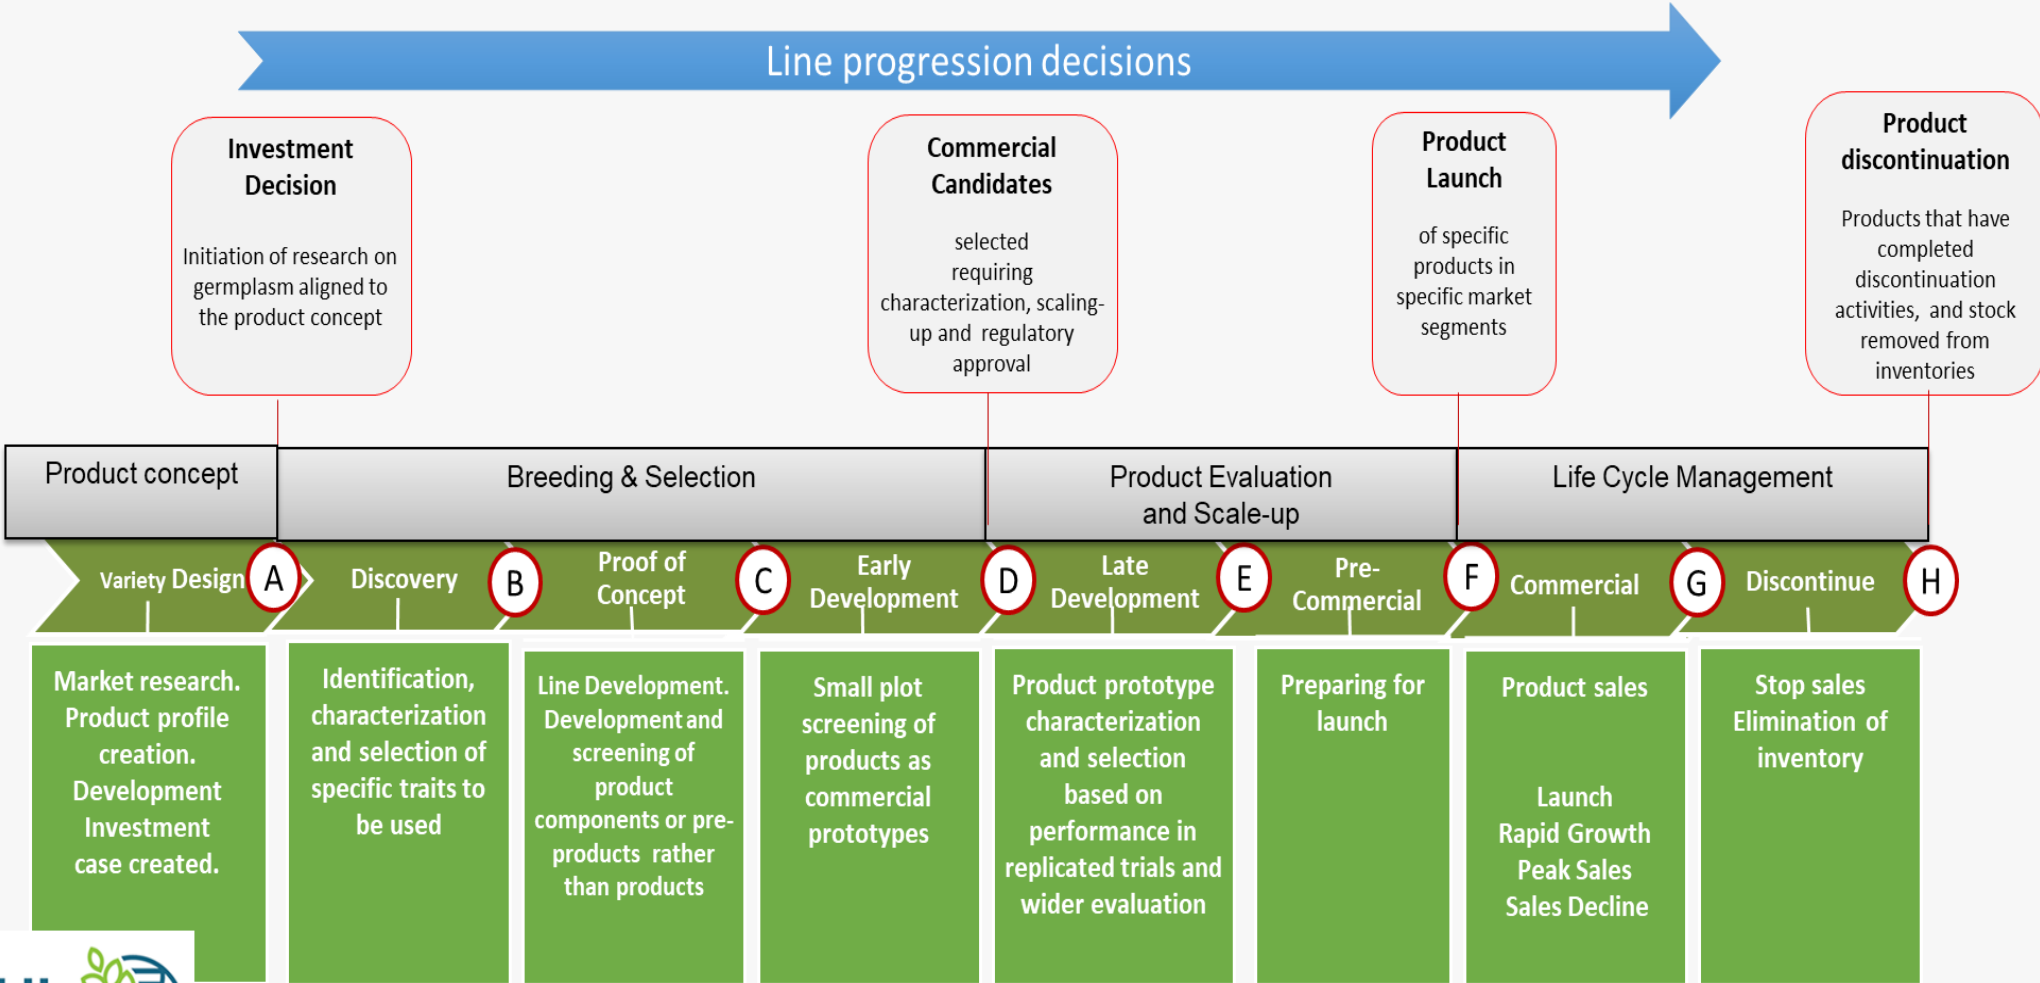 Line progression decisions
Investment
Decision
Initiation of research on
germplasm aligned to
the product concept
Commercial
Candidates
selected
requiring
characterization, scaling-
up and regulatory
approval
Product
Launch
of specific
products in
specific market
segments
Product
discontinuation
Products that have
completed
discontinuation
activities, and stock
removed from
inventories
Product concept
Breeding & Selection
Product Evaluation
and Scale-up
Life Cycle Management
Variety Design
A
Discovery
B
Proof of
Concept
C
Early
Development
D
Late
Development
E
Pre-
Commercial
F
Commercial
G
Discontinue
H
Market research.
Product profile
creation.
Development
Investment
case created.
Identification,
characterization
and selection of
specific traits to
be used
Line Development.
Development and
screening of
product
components or pre-
products rather
than products
Small plot
screening of
products as
commercial
prototypes
Product prototype
characterization
and selection
based on
performance in
replicated trials and
wider evaluation
Preparing for
launch
Product sales
Launch
Rapid Growth
Peak Sales
Sales Decline
Stop sales
Elimination of
inventory